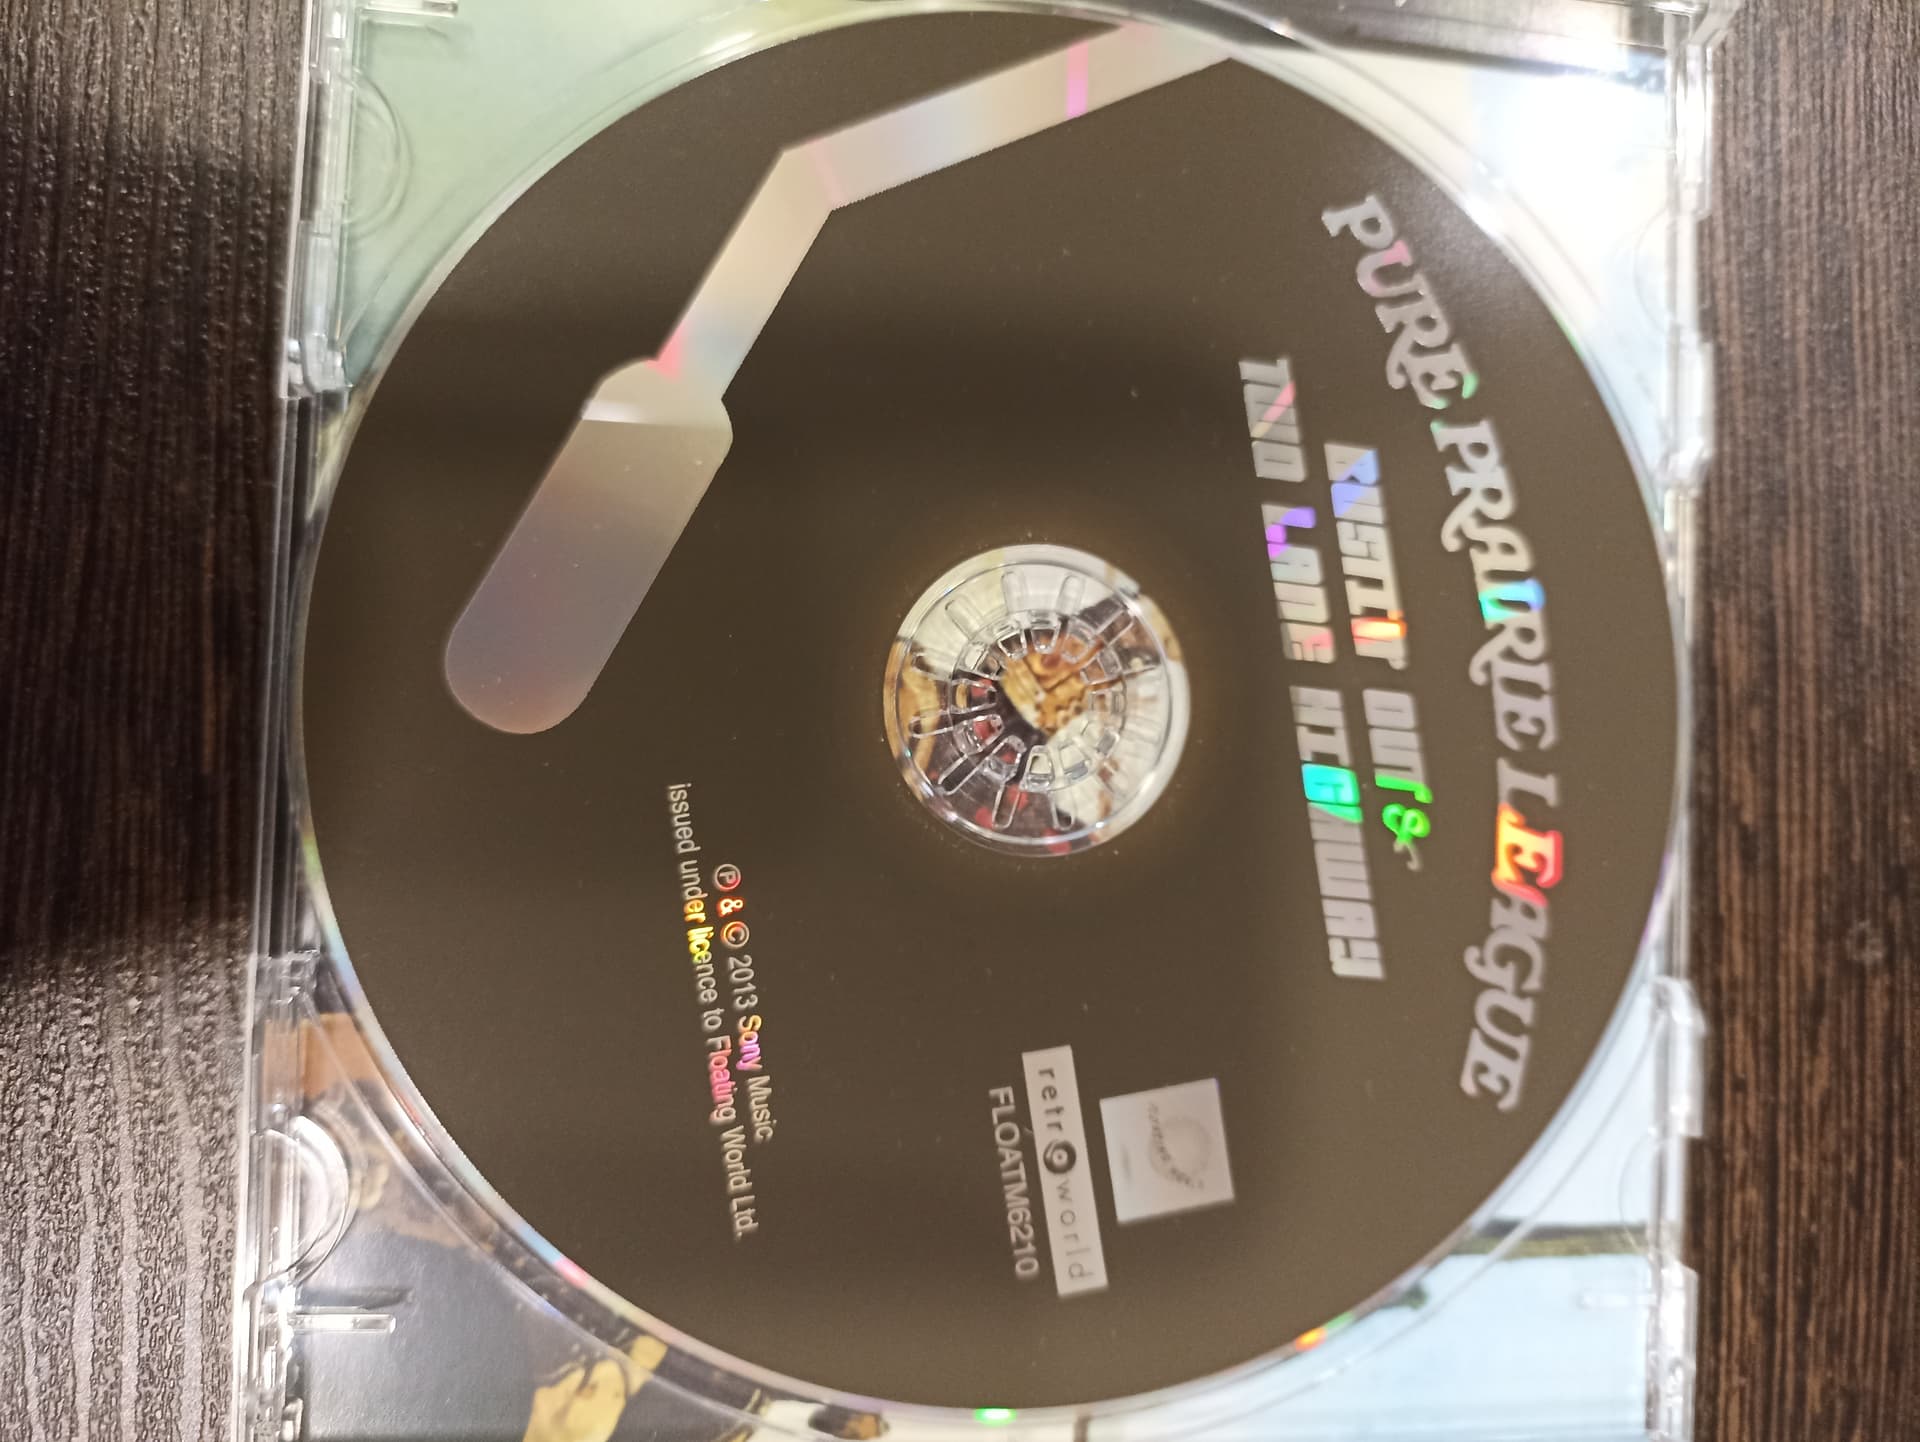 PURE PRAIRIE LEAGUE
BUSTIN' OUT &
TWO LANE HIGHWAY
retroworld
FLOATM6210
℗ & © 2013 Sony Music
issued under licence to Floating World Ltd.